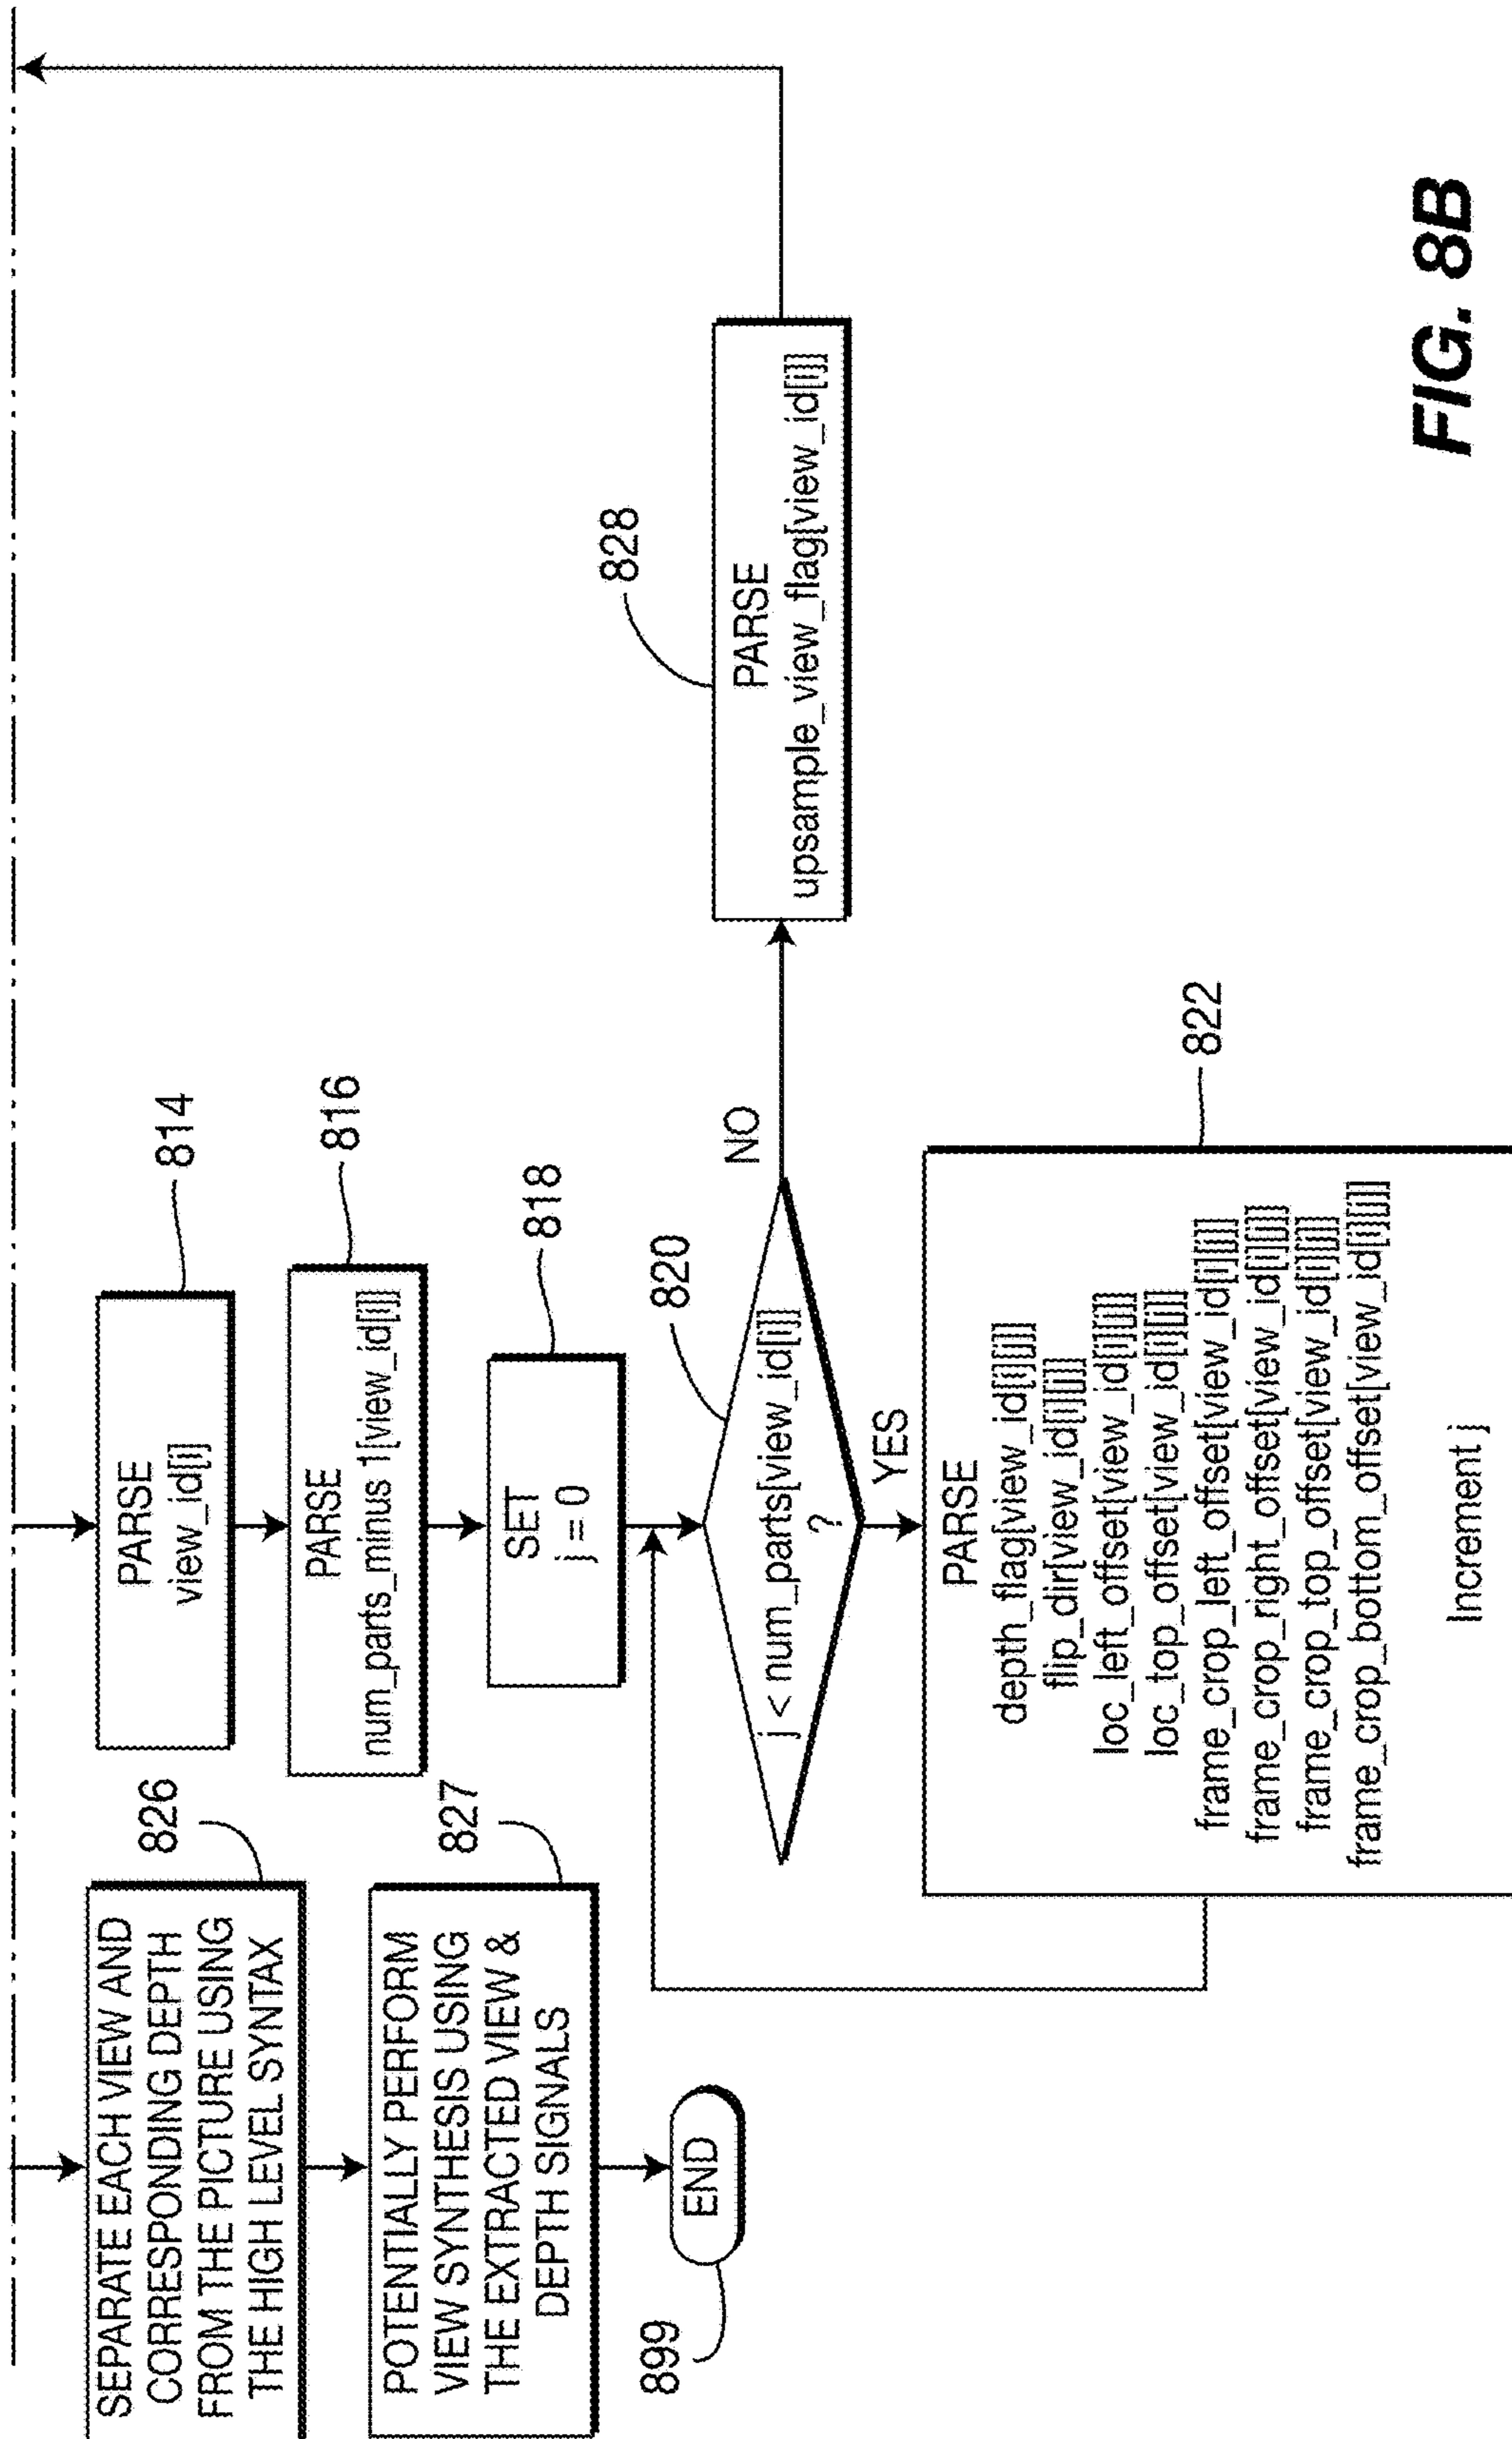 SEPARATE EACH VIEW AND
CORRESPONDING DEPTH
FROM THE PICTURE USING
THE HIGH LEVEL SYNTAX
826
POTENTIALLY PERFORM
VIEW SYNTHESIS USING
THE EXTRACTED VIEW &
DEPTH SIGNALS
827
END
899
PARSE
view_id[i]
814
PARSE
num_parts_minus 1[view_id[i]]
816
SET
j = 0
818
j < num_parts[view_id[i]]
?
820
NO
YES
PARSE
depth_flag[view_id[i][j]]
flip_dir[view_id[i][j]]
loc_left_offset[view_id[i][j]]
loc_top_offset[view_id[i][j]]
frame_crop_left_offset[view_id[i][j]]
frame_crop_right_offset[view_id[i][j]]
frame_crop_top_offset[view_id[i][j]]
frame_crop_bottom_offset[view_id[i][j]]
Increment j
822
PARSE
upsample_view_flag[view_id[i]]
828
FIG. 8B